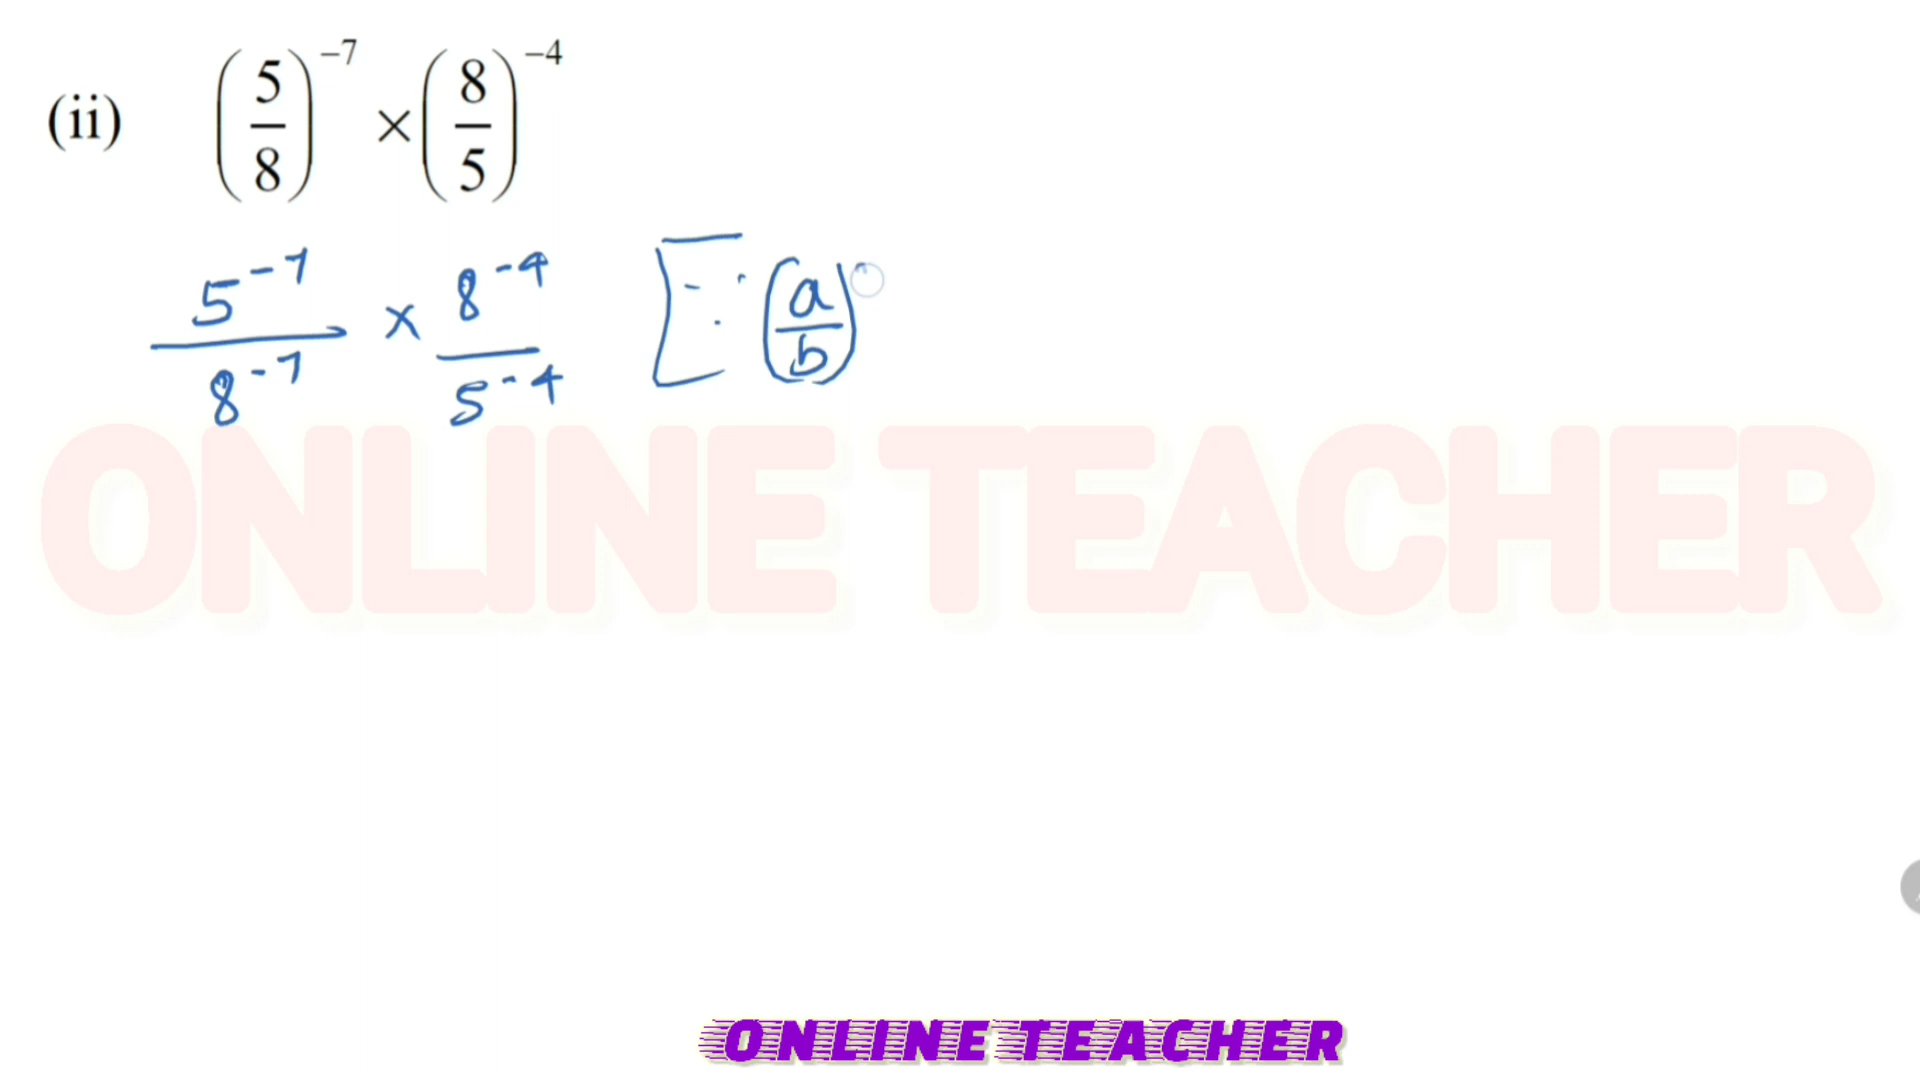 (ii) (5/8)^−7 × (8/5)^−4
5^-7/8^-7 × 8^-4/5^-4 [∵ (a/b)
ONLINE TEACHER
ONLINE TEACHER